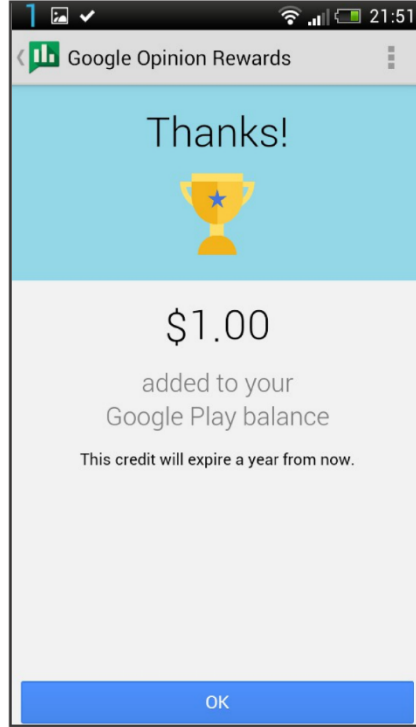 1 21:51
Google Opinion Rewards
Thanks!
$1.00
added to your
Google Play balance
This credit will expire a year from now.
OK